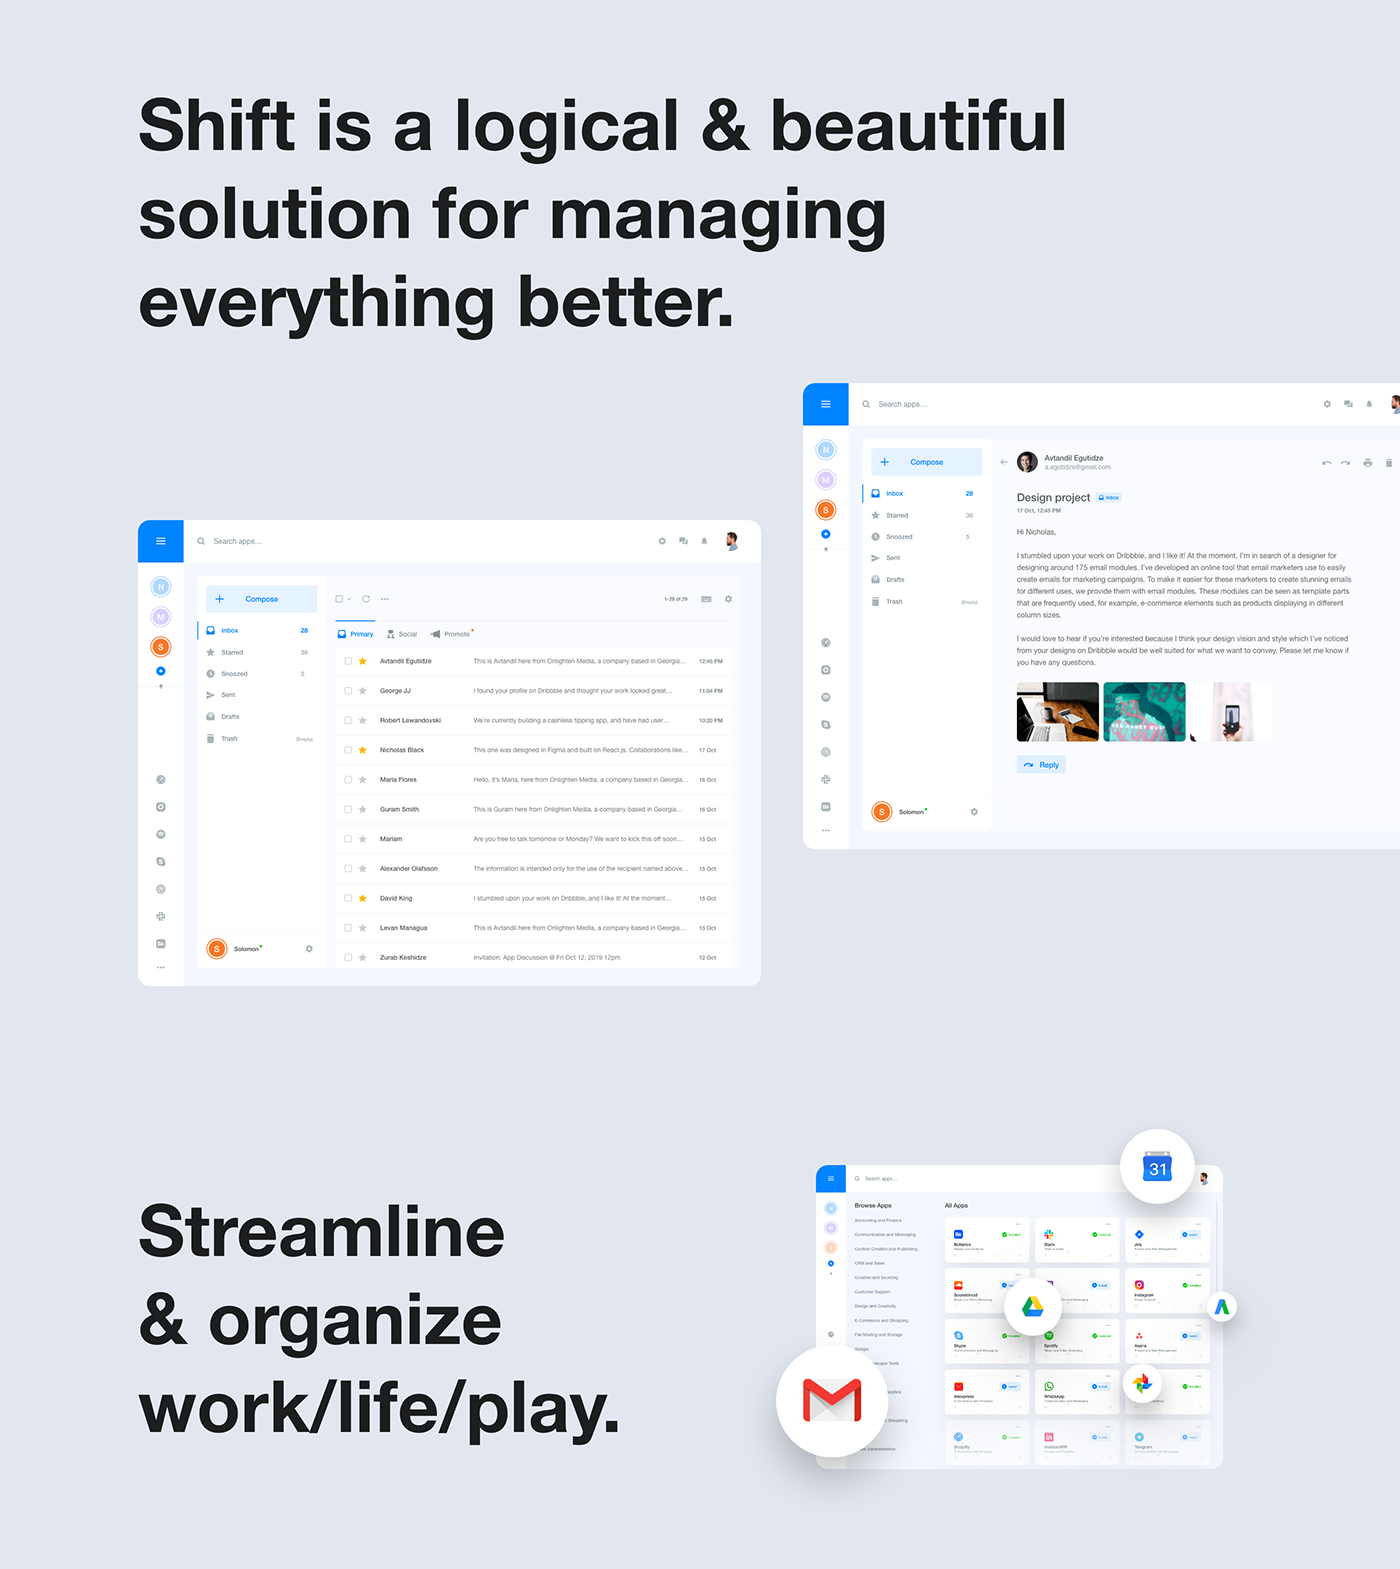 Shift is a logical & beautiful
solution for managing
everything better.
Search apps...
N
M
S
Compose
Inbox 28
Starred 36
Snoozed 5
Sent
Drafts
Trash (Empty)
Solomon
S
Avtandil Egutidze
a.egutidze@gmail.com
Design project Inbox
17 Oct, 12:45 PM
Hi Nicholas,
I stumbled upon your work on Dribbble, and I like it! At the moment, I'm in search of a designer for
designing around 175 email modules. I've developed an online tool that email marketers use to easily
create emails for marketing campaigns. To make it easier for these marketers to create stunning emails
for different uses, we provide them with email modules. These modules can be seen as template parts
that are frequently used, for example, e-commerce elements such as products displaying in different
column sizes.
I would love to hear if you're interested because I think your design vision and style which I've noticed
from your designs on Dribbble would be well suited for what we want to convey. Please let me know if
you have any questions.
Reply
Search apps...
N
M
S
Compose
Inbox 28
Starred 36
Snoozed 5
Sent
Drafts
Trash (Empty)
S
Solomon
1-29 of 29
Primary Social Promote
Avtandil Egutidze This is Avtandil here from Onlighten Media, a company based in Georgia... 12:45 PM
George JJ I found your profile on Dribbble and thought your work looked great... 11:04 PM
Robert Lewandovski We're currently building a cashless tipping app, and have had user... 10:20 PM
Nicholas Black This one was designed in Figma and built on React.js. Collaborations like... 17 Oct
Maria Flores Hello, it's Maria, here from Onlighten Media, a company based in Georgia... 16 Oct
Guram Smith This is Guram here from Onlighten Media, a company based in Georgia... 16 Oct
Mariam Are you free to talk tomorrow or Monday? We want to kick this off soon... 15 Oct
Alexander Olafsson The information is intended only for the use of the recipient named above... 15 Oct
David King I stumbled upon your work on Dribbble, and I like it! At the moment... 15 Oct
Levan Managua This is Avtandil here from Onlighten Media, a company based in Georgia... 15 Oct
Zurab Keshidze Invitation: App Discussion @ Fri Oct 12, 2019 12pm 12 Oct
Streamline
& organize
work/life/play.
31
Search apps...
Browse Apps
Accounting and Finance
Communication and Messaging
Content Creation and Publishing
CRM and Sales
Curation and Sourcing
Customer Support
Design and Creativity
E-Commerce and Shopping
File Sharing and Storage
Google
All Apps
Behance Installed
Slack Installed
Jira Install
Soundcloud
Instagram Installed
Skype Installed
Spotify Installed
Asana Install
Aliexpress Install
WhatsApp Install
Installed
Shopify Installed
InvisionAPP Install
Telegram Install